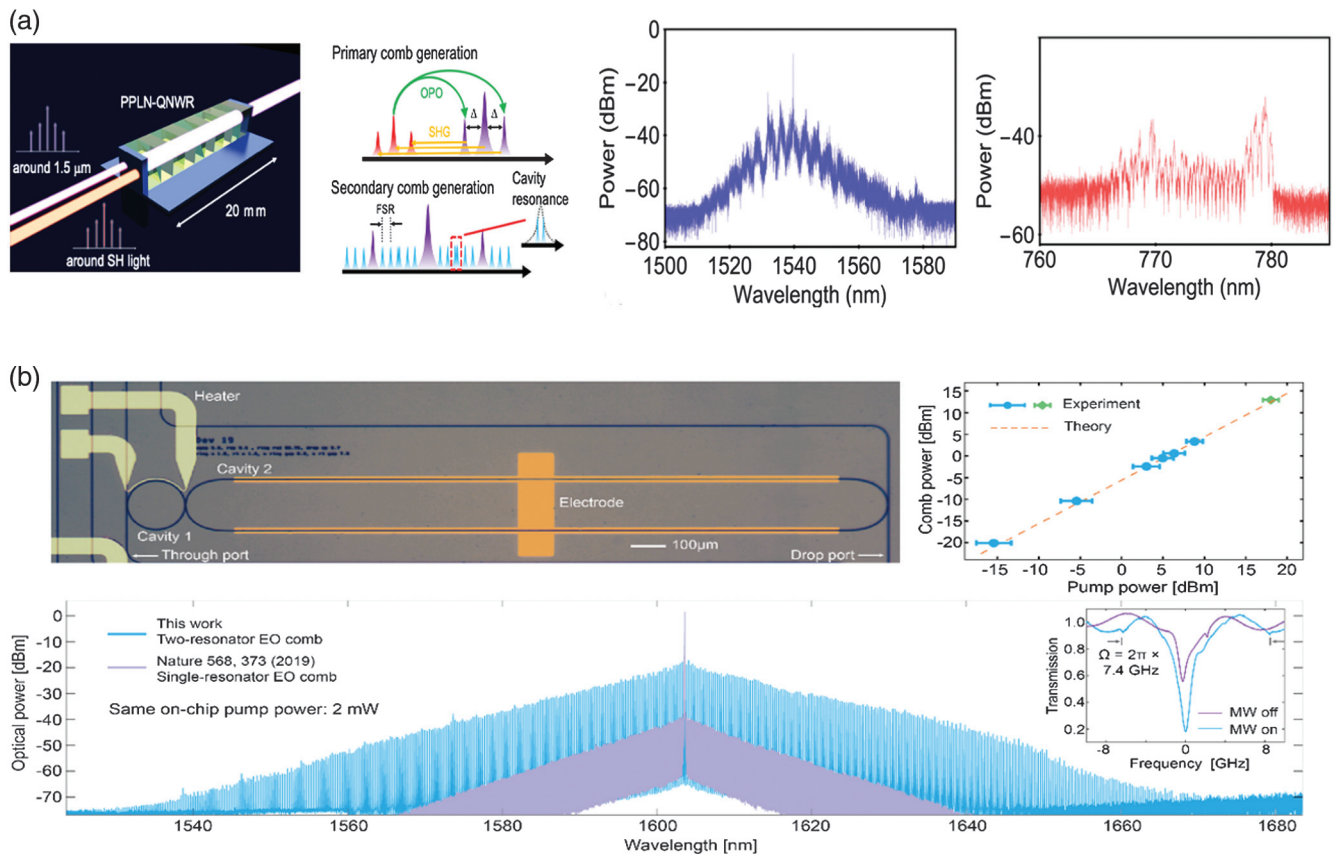 (a)
PPLN-QNWR
around 1.5 μm
20 mm
around SH light
Primary comb generation
OPO
Δ Δ
SHG
Secondary comb generation
FSR
Cavity
resonance
Power (dBm)
0
−20
−40
−60
−80
1500 1520 1540 1560 1580
Wavelength (nm)
Power (dBm)
−40
−60
760 770 780
Wavelength (nm)
(b)
Heater
Cavity 2
Electrode
Cavity 1
Through port
100μm
Drop port
Comb power [dBm]
15
10
5
0
-5
-10
-15
-20
Experiment
Theory
-15 -10 -5 0 5 10 15 20
Pump power [dBm]
Optical power [dBm]
0
-10
-20
-30
-40
-50
-60
-70
This work
Two-resonator EO comb
Nature 568, 373 (2019)
Single-resonator EO comb
Same on-chip pump power: 2 mW
1540 1560 1580 1600 1620 1640 1660 1680
Wavelength [nm]
Transmission
1.0
0.8
0.6
0.4
0.2
Ω = 2π ×
7.4 GHz
MW off
MW on
-8 0 8
Frequency [GHz]